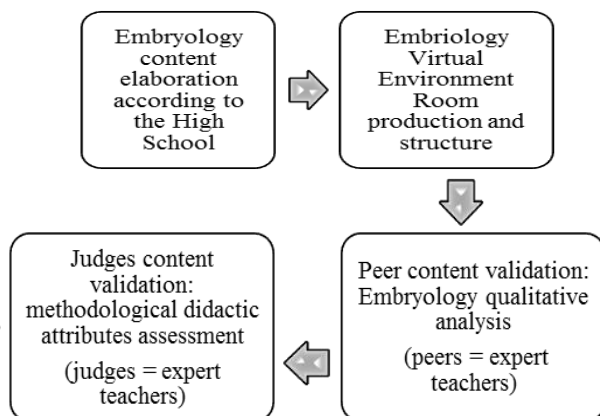 Embryology
content
elaboration
according to
the High
School
Embriology
Virtual
Environment
Room
production and
structure
Peer content validation:
Embryology qualitative
analysis
(peers = expert
teachers)
Judges content
validation:
methodological didactic
attributes assessment
(judges = expert
teachers)